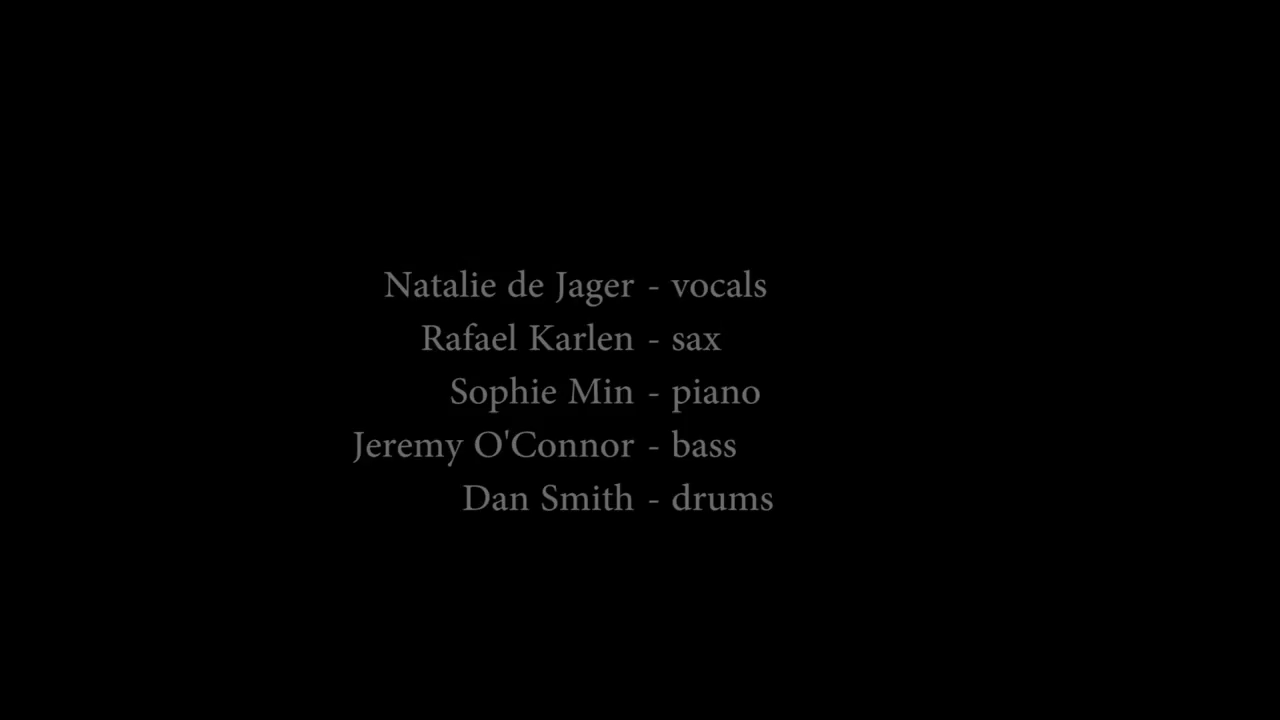 Natalie de Jager - vocals
Rafael Karlen - sax
Sophie Min - piano
Jeremy O'Connor - bass
Dan Smith - drums